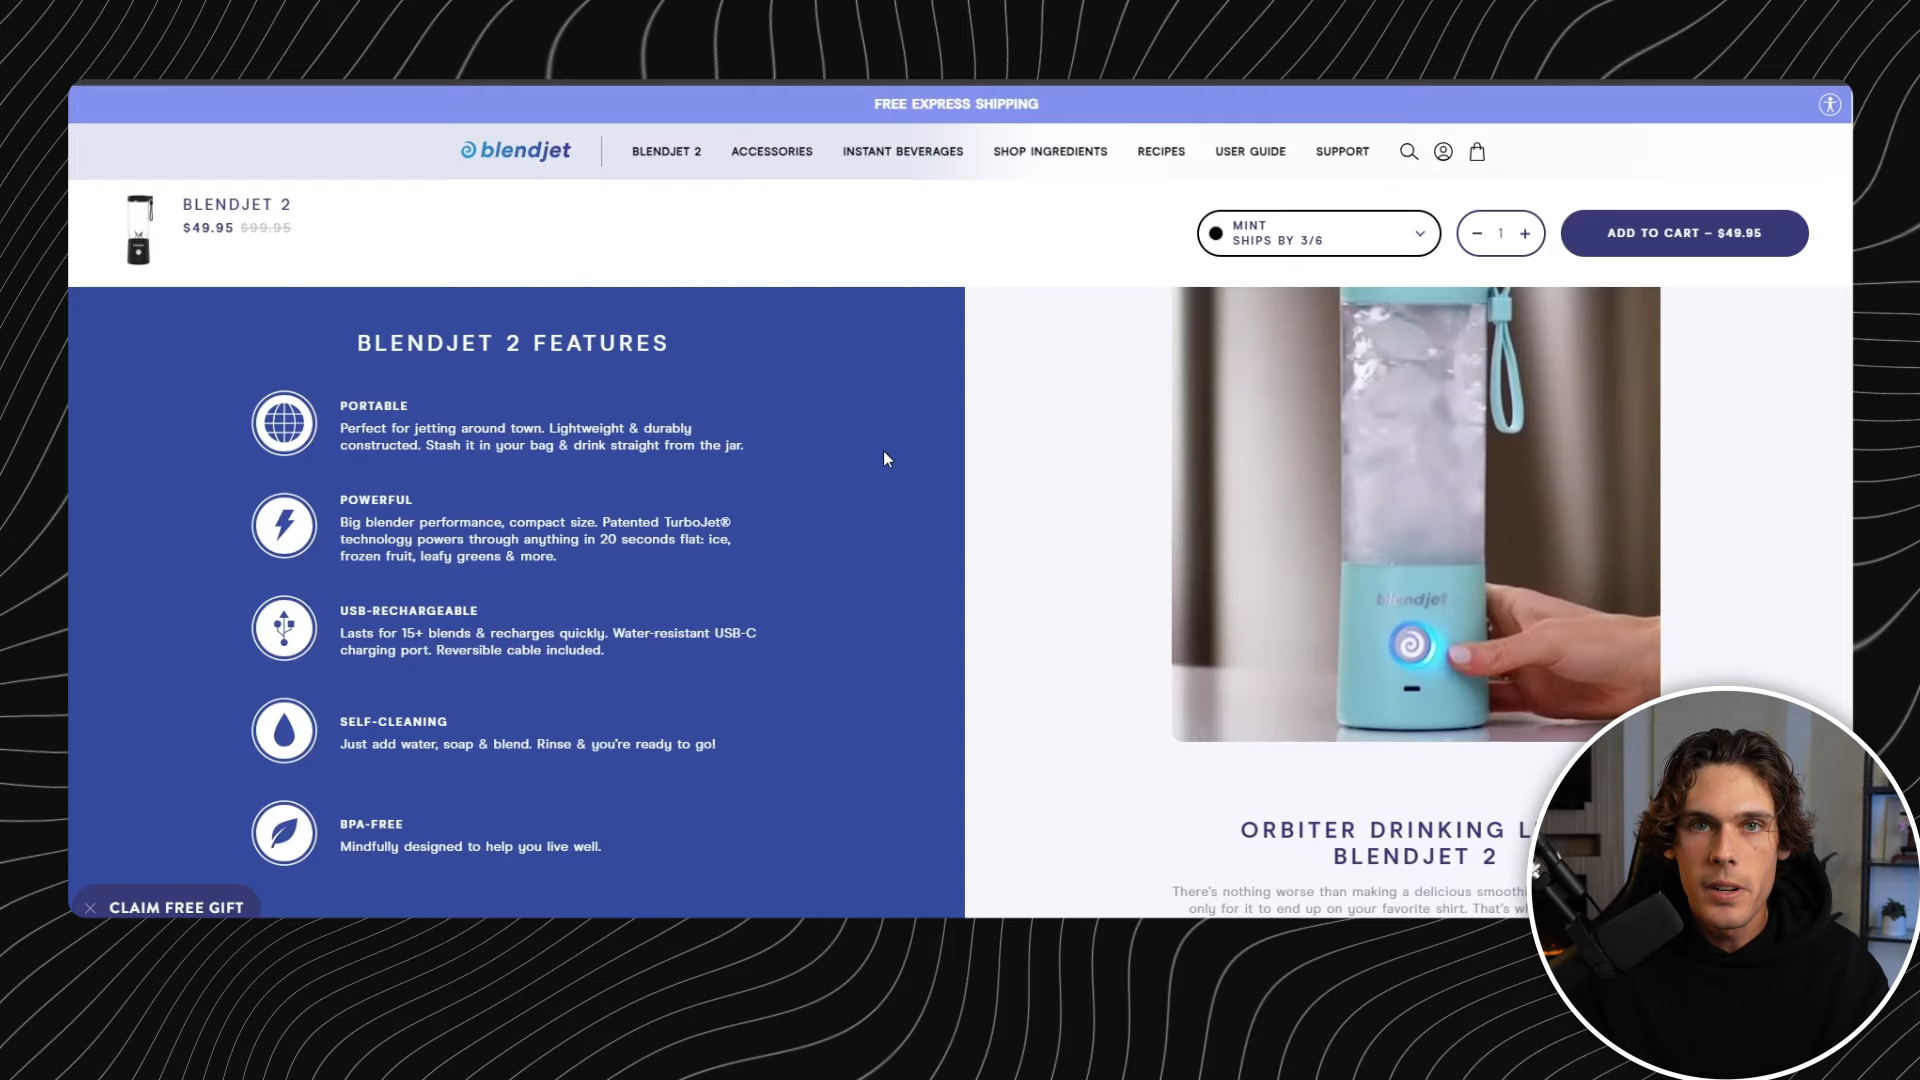 FREE EXPRESS SHIPPING
blendjet
BLENDJET 2
ACCESSORIES
INSTANT BEVERAGES
SHOP INGREDIENTS
RECIPES
USER GUIDE
SUPPORT
BLENDJET 2
$49.95 $99.95
MINT
SHIPS BY 3/6
− 1 +
ADD TO CART – $49.95
BLENDJET 2 FEATURES
PORTABLE
Perfect for jetting around town. Lightweight & durably
constructed. Stash it in your bag & drink straight from the jar.
POWERFUL
Big blender performance, compact size. Patented TurboJet®
technology powers through anything in 20 seconds flat: ice,
frozen fruit, leafy greens & more.
USB-RECHARGEABLE
Lasts for 15+ blends & recharges quickly. Water-resistant USB-C
charging port. Reversible cable included.
SELF-CLEANING
Just add water, soap & blend. Rinse & you're ready to go!
BPA-FREE
Mindfully designed to help you live well.
CLAIM FREE GIFT
blendjet
ORBITER DRINKING
BLENDJET 2
There's nothing worse than making a delicious
only for it to end up on your favorite shirt. That's